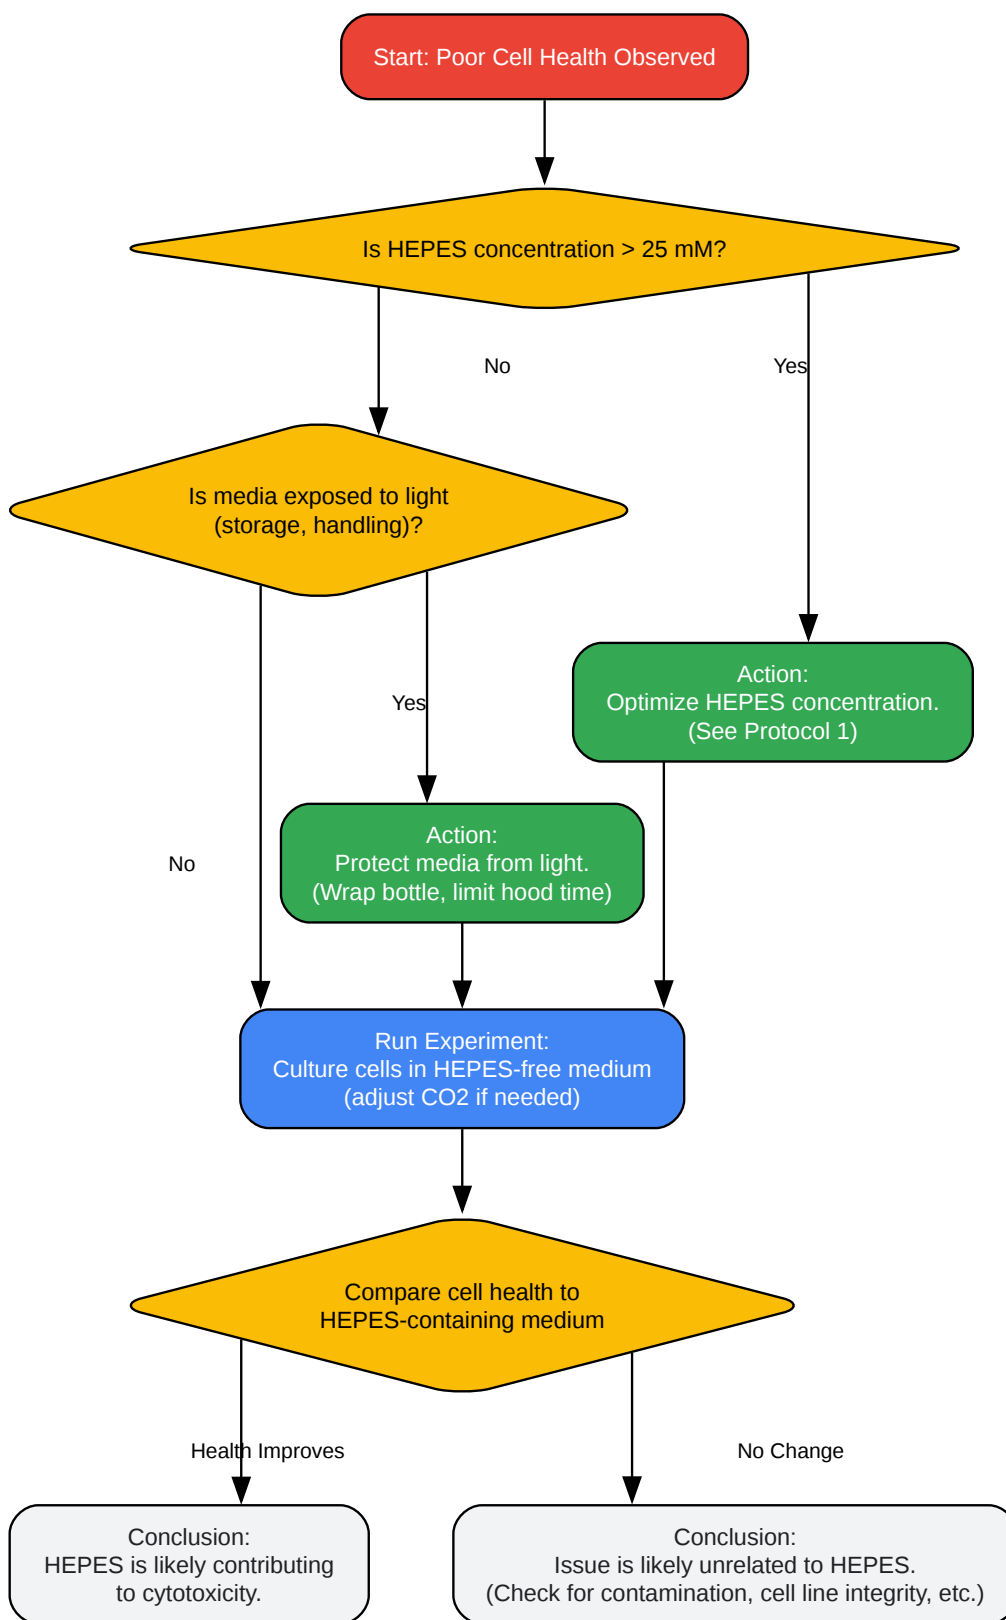 Start: Poor Cell Health Observed
Is HEPES concentration > 25 mM?
No
Yes
Is media exposed to light
(storage, handling)?
Action:
Optimize HEPES concentration.
(See Protocol 1)
Yes
Action:
Protect media from light.
(Wrap bottle, limit hood time)
No
Run Experiment:
Culture cells in HEPES-free medium
(adjust CO2 if needed)
Compare cell health to
HEPES-containing medium
Health Improves
No Change
Conclusion:
HEPES is likely contributing
to cytotoxicity.
Conclusion:
Issue is likely unrelated to HEPES.
(Check for contamination, cell line integrity, etc.)